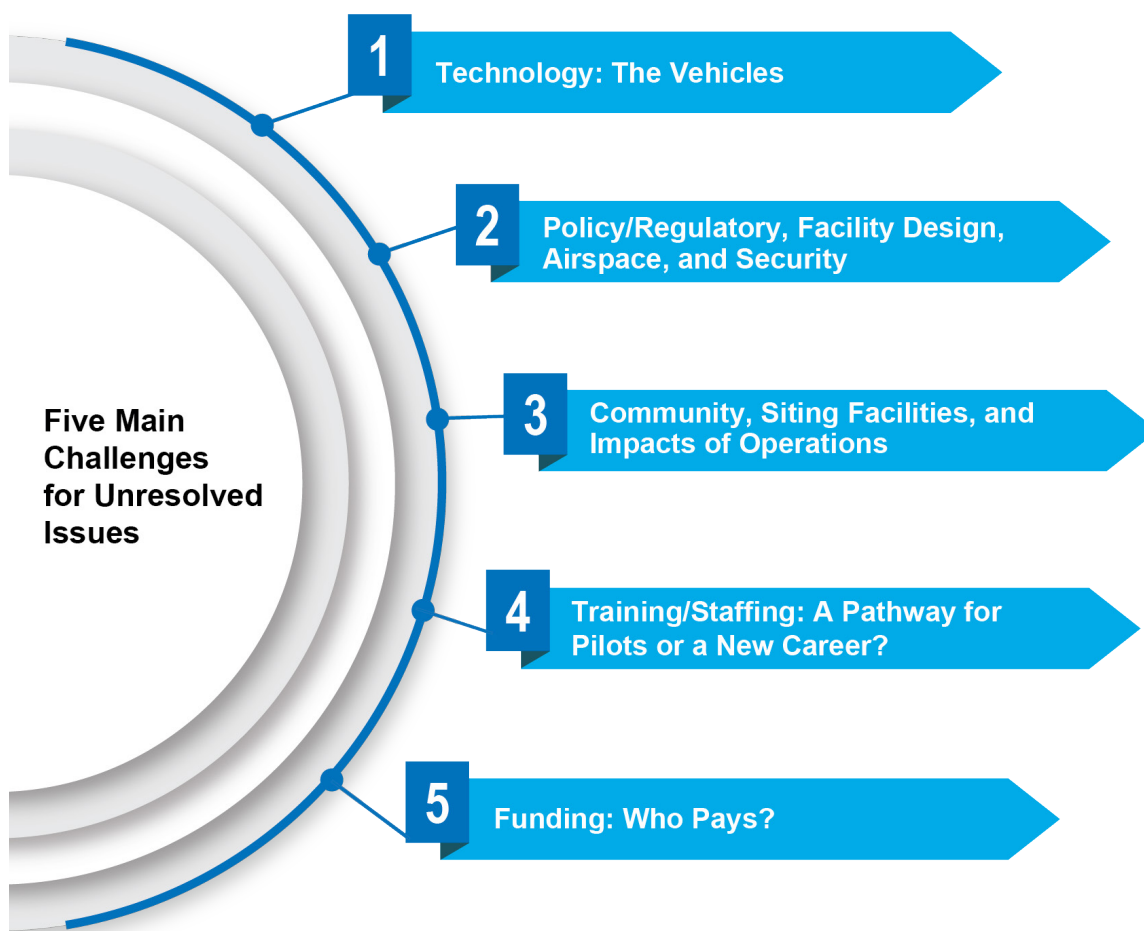 Five Main
Challenges
for Unresolved
Issues
1
Technology: The Vehicles
2
Policy/Regulatory, Facility Design,
Airspace, and Security
3
Community, Siting Facilities, and
Impacts of Operations
4
Training/Staffing: A Pathway for
Pilots or a New Career?
5
Funding: Who Pays?